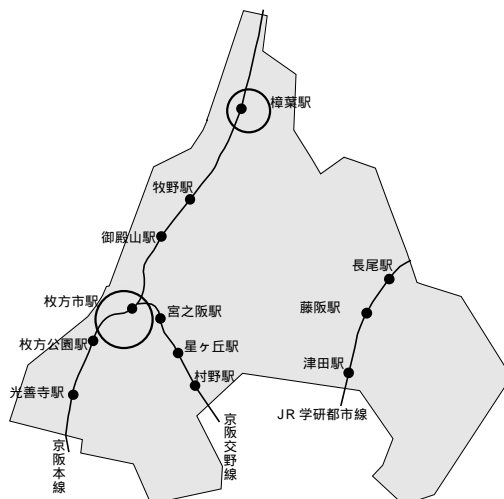 樟葉駅
牧野駅
御殿山駅
長尾駅
枚方市駅
宮之阪駅
藤阪駅
枚方公園駅
星ヶ丘駅
津田駅
村野駅
光善寺駅
JR学研都市線
京阪本線
京阪交野線